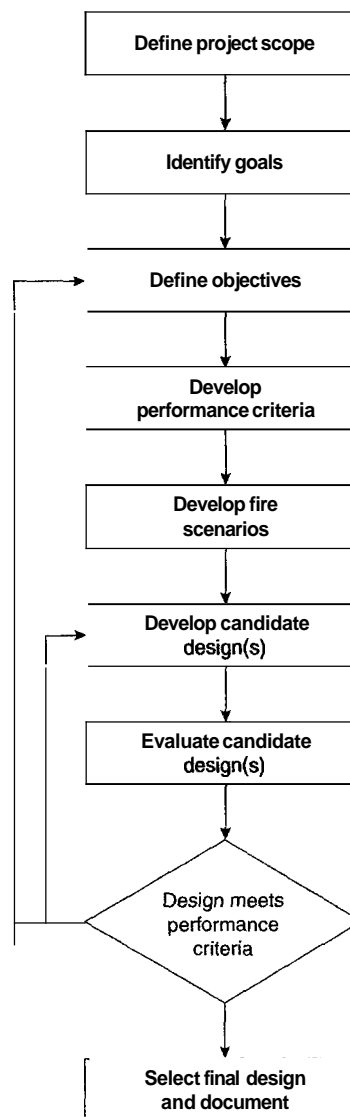 Define project scope
Identify goals
Define objectives
Develop
performance criteria
Develop fire
scenarios
Develop candidate
design(s)
Evaluate candidate
design(s)
Design meets
performance
criteria
Select final design
and document